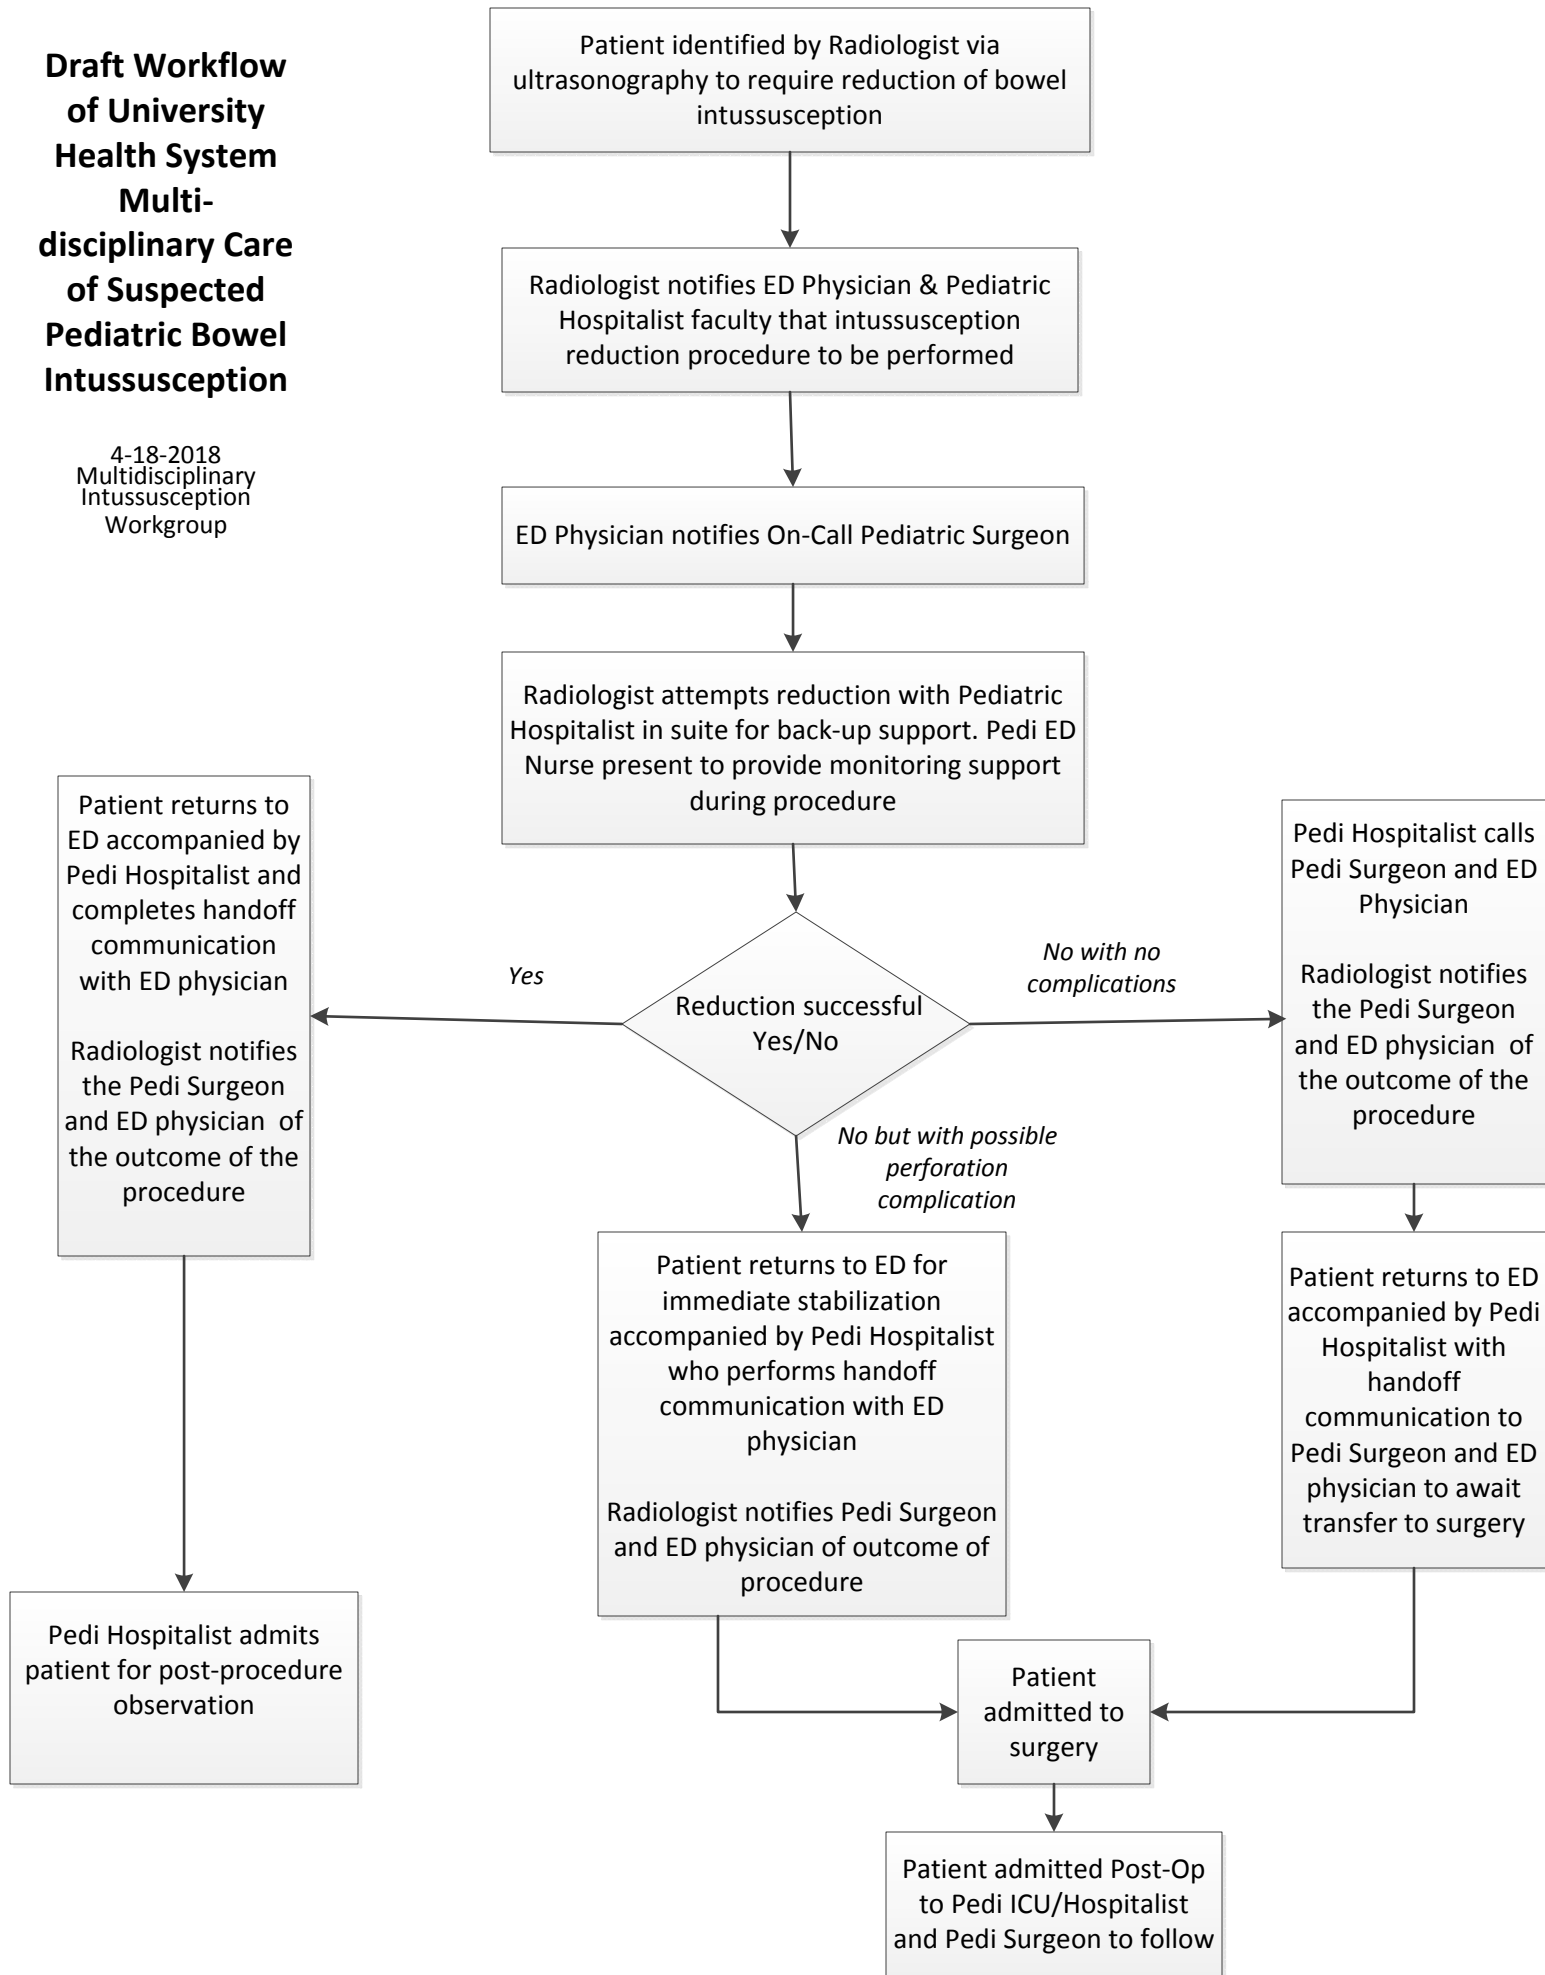 Draft Workflow
of University
Health System
Multi-
disciplinary Care
of Suspected
Pediatric Bowel
Intussusception
4-18-2018
Multidisciplinary
Intussusception
Workgroup
Patient identified by Radiologist via
ultrasonography to require reduction of bowel
intussusception
Radiologist notifies ED Physician & Pediatric
Hospitalist faculty that intussusception
reduction procedure to be performed
ED Physician notifies On-Call Pediatric Surgeon
Radiologist attempts reduction with Pediatric
Hospitalist in suite for back-up support. Pedi ED
Nurse present to provide monitoring support
during procedure
Reduction successful
Yes/No
Yes
Patient returns to
ED accompanied by
Pedi Hospitalist and
completes handoff
communication
with ED physician
Radiologist notifies
the Pedi Surgeon
and ED physician of
the outcome of the
procedure
Pedi Hospitalist admits
patient for post-procedure
observation
No but with possible
perforation
complication
Patient returns to ED for
immediate stabilization
accompanied by Pedi Hospitalist
who performs handoff
communication with ED
physician
Radiologist notifies Pedi Surgeon
and ED physician of outcome of
procedure
No with no
complications
Pedi Hospitalist calls
Pedi Surgeon and ED
Physician
Radiologist notifies
the Pedi Surgeon
and ED physician of
the outcome of the
procedure
Patient returns to ED
accompanied by Pedi
Hospitalist with
handoff
communication to
Pedi Surgeon and ED
physician to await
transfer to surgery
Patient
admitted to
surgery
Patient admitted Post-Op
to Pedi ICU/Hospitalist
and Pedi Surgeon to follow